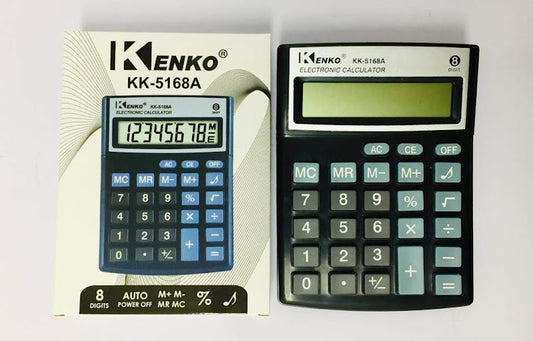 KENKO®
KK-5168A
KENKO KK-5168A 8
ELECTRONIC CALCULATOR DIGIT
12345678. M
E
AC CE OFF
MC MR M- M+ ♪
7 8 9 % √
4 5 6 × ÷
1 2 3 + −
0 · +/− =
8 DIGITS
AUTO POWER OFF
M+ M-
MR MC
%
♪
KENKO® KK-5168A 8
ELECTRONIC CALCULATOR DIGIT
AC CE OFF
MC MR M- M+ ♪
7 8 9 % √
4 5 6 × ÷
1 2 3 + −
0 · +/− =